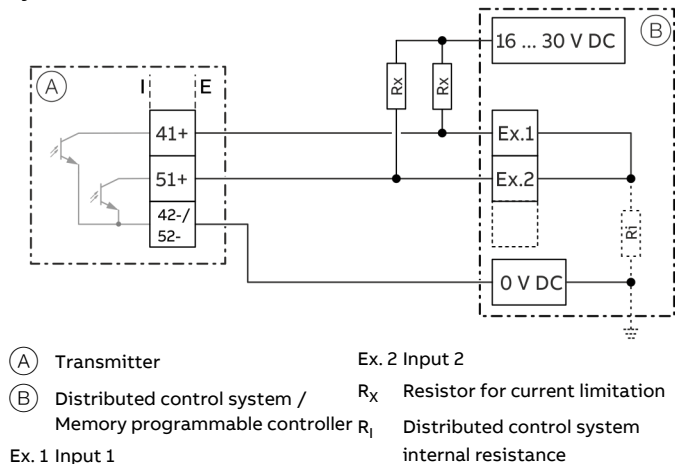 16 ... 30 V DC
B
A
I
E
Rx
Rx
41+
Ex.1
51+
Ex.2
42-/
52-
Ri
0 V DC
A Transmitter
B Distributed control system /
Memory programmable controller
Ex. 1 Input 1
Ex. 2 Input 2
RX Resistor for current limitation
RI Distributed control system
internal resistance